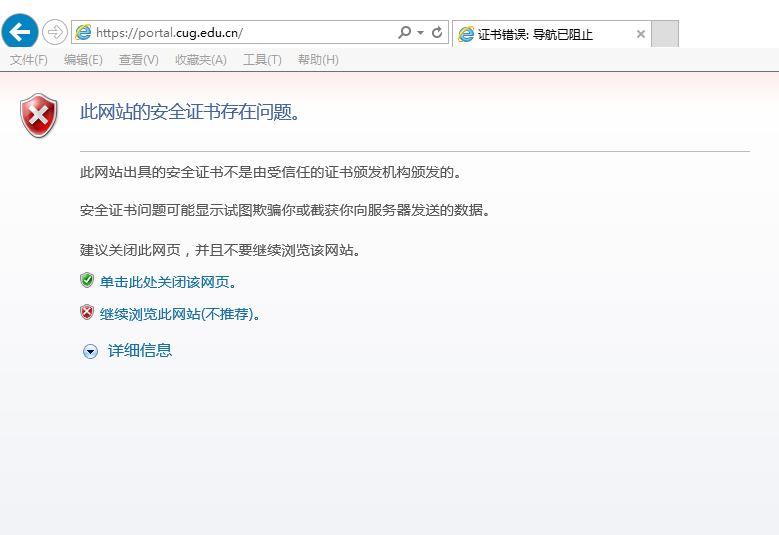 https://portal.cug.edu.cn/
证书错误: 导航已阻止
文件(F) 编辑(E) 查看(V) 收藏夹(A) 工具(T) 帮助(H)
此网站的安全证书存在问题。
此网站出具的安全证书不是由受信任的证书颁发机构颁发的。
安全证书问题可能显示试图欺骗你或截获你向服务器发送的数据。
建议关闭此网页，并且不要继续浏览该网站。
单击此处关闭该网页。
继续浏览此网站(不推荐)。
详细信息